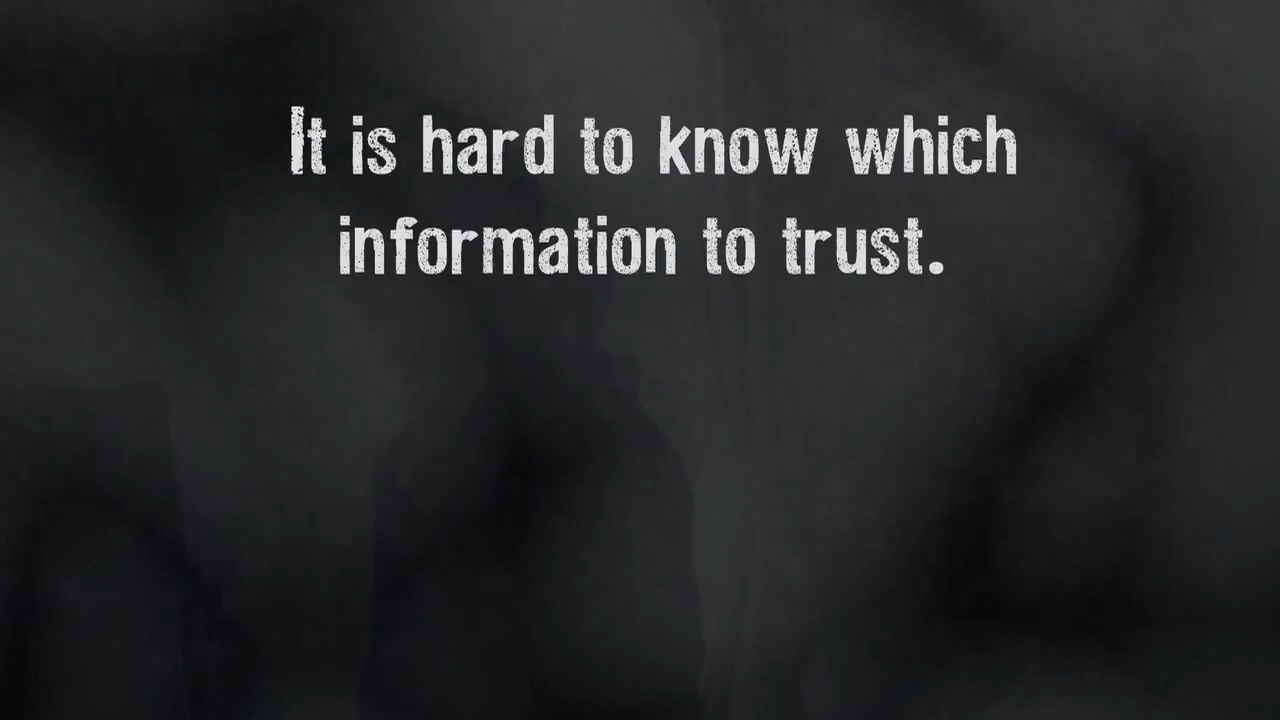 It is hard to know which
information to trust.